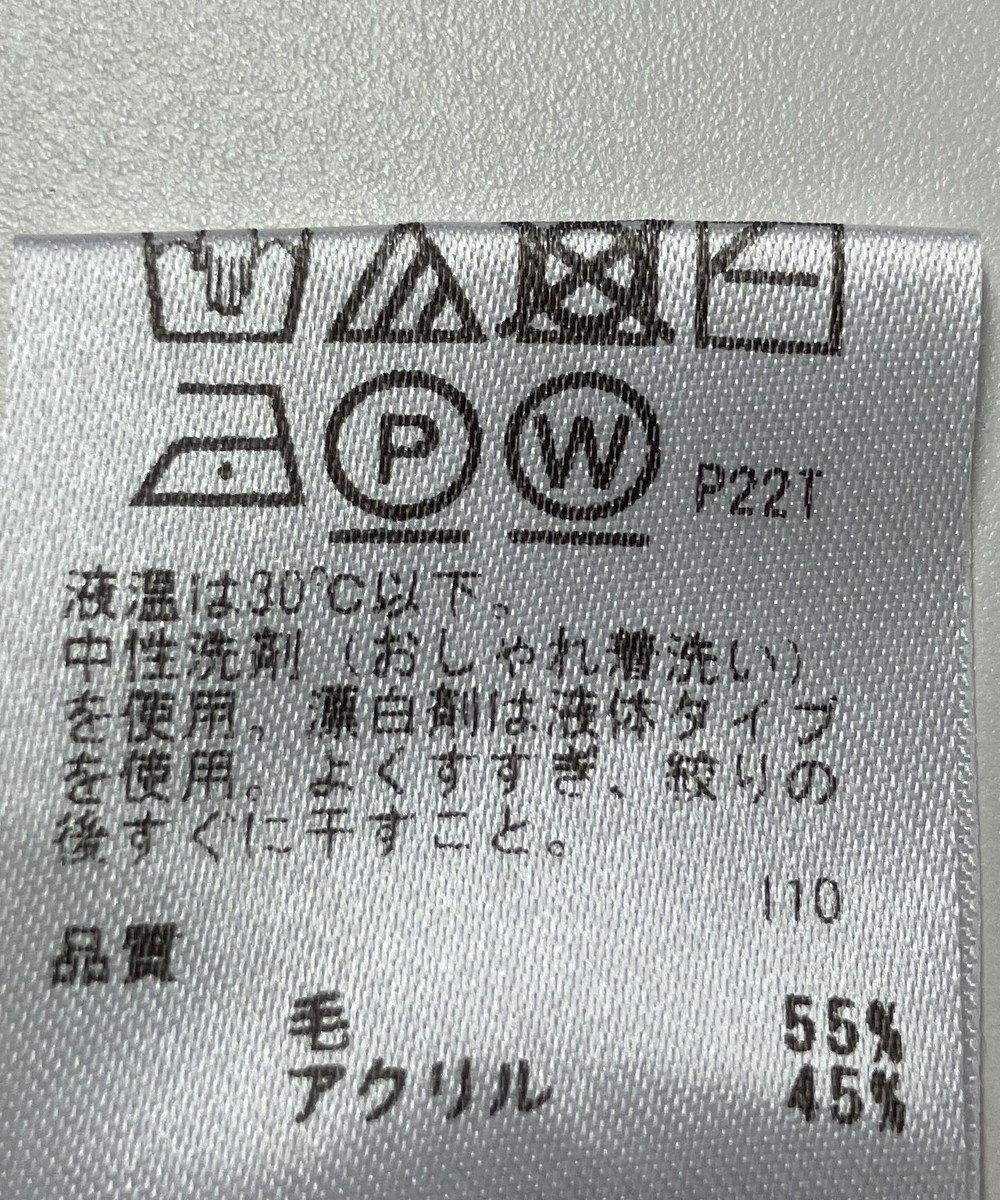 P W P22T
液温は30℃以下。
中性洗剤（おしゃれ着洗い）
を使用。漂白剤は液体タイプ
を使用。よくすすぎ、絞りの
後すぐに干すこと。
110
品質
毛 55%
アクリル 45%